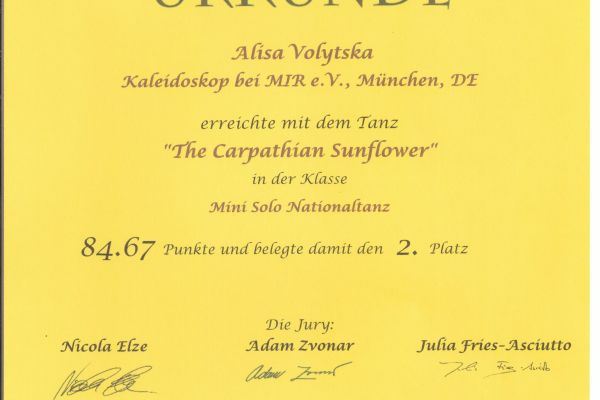 URKUNDE
Alisa Volytska
Kaleidoskop bei MIR e.V., München, DE
erreichte mit dem Tanz
"The Carpathian Sunflower"
in der Klasse
Mini Solo Nationaltanz
84.67 Punkte und belegte damit den 2. Platz
Die Jury:
Nicola Elze Adam Zvonar Julia Fries-Asciutto